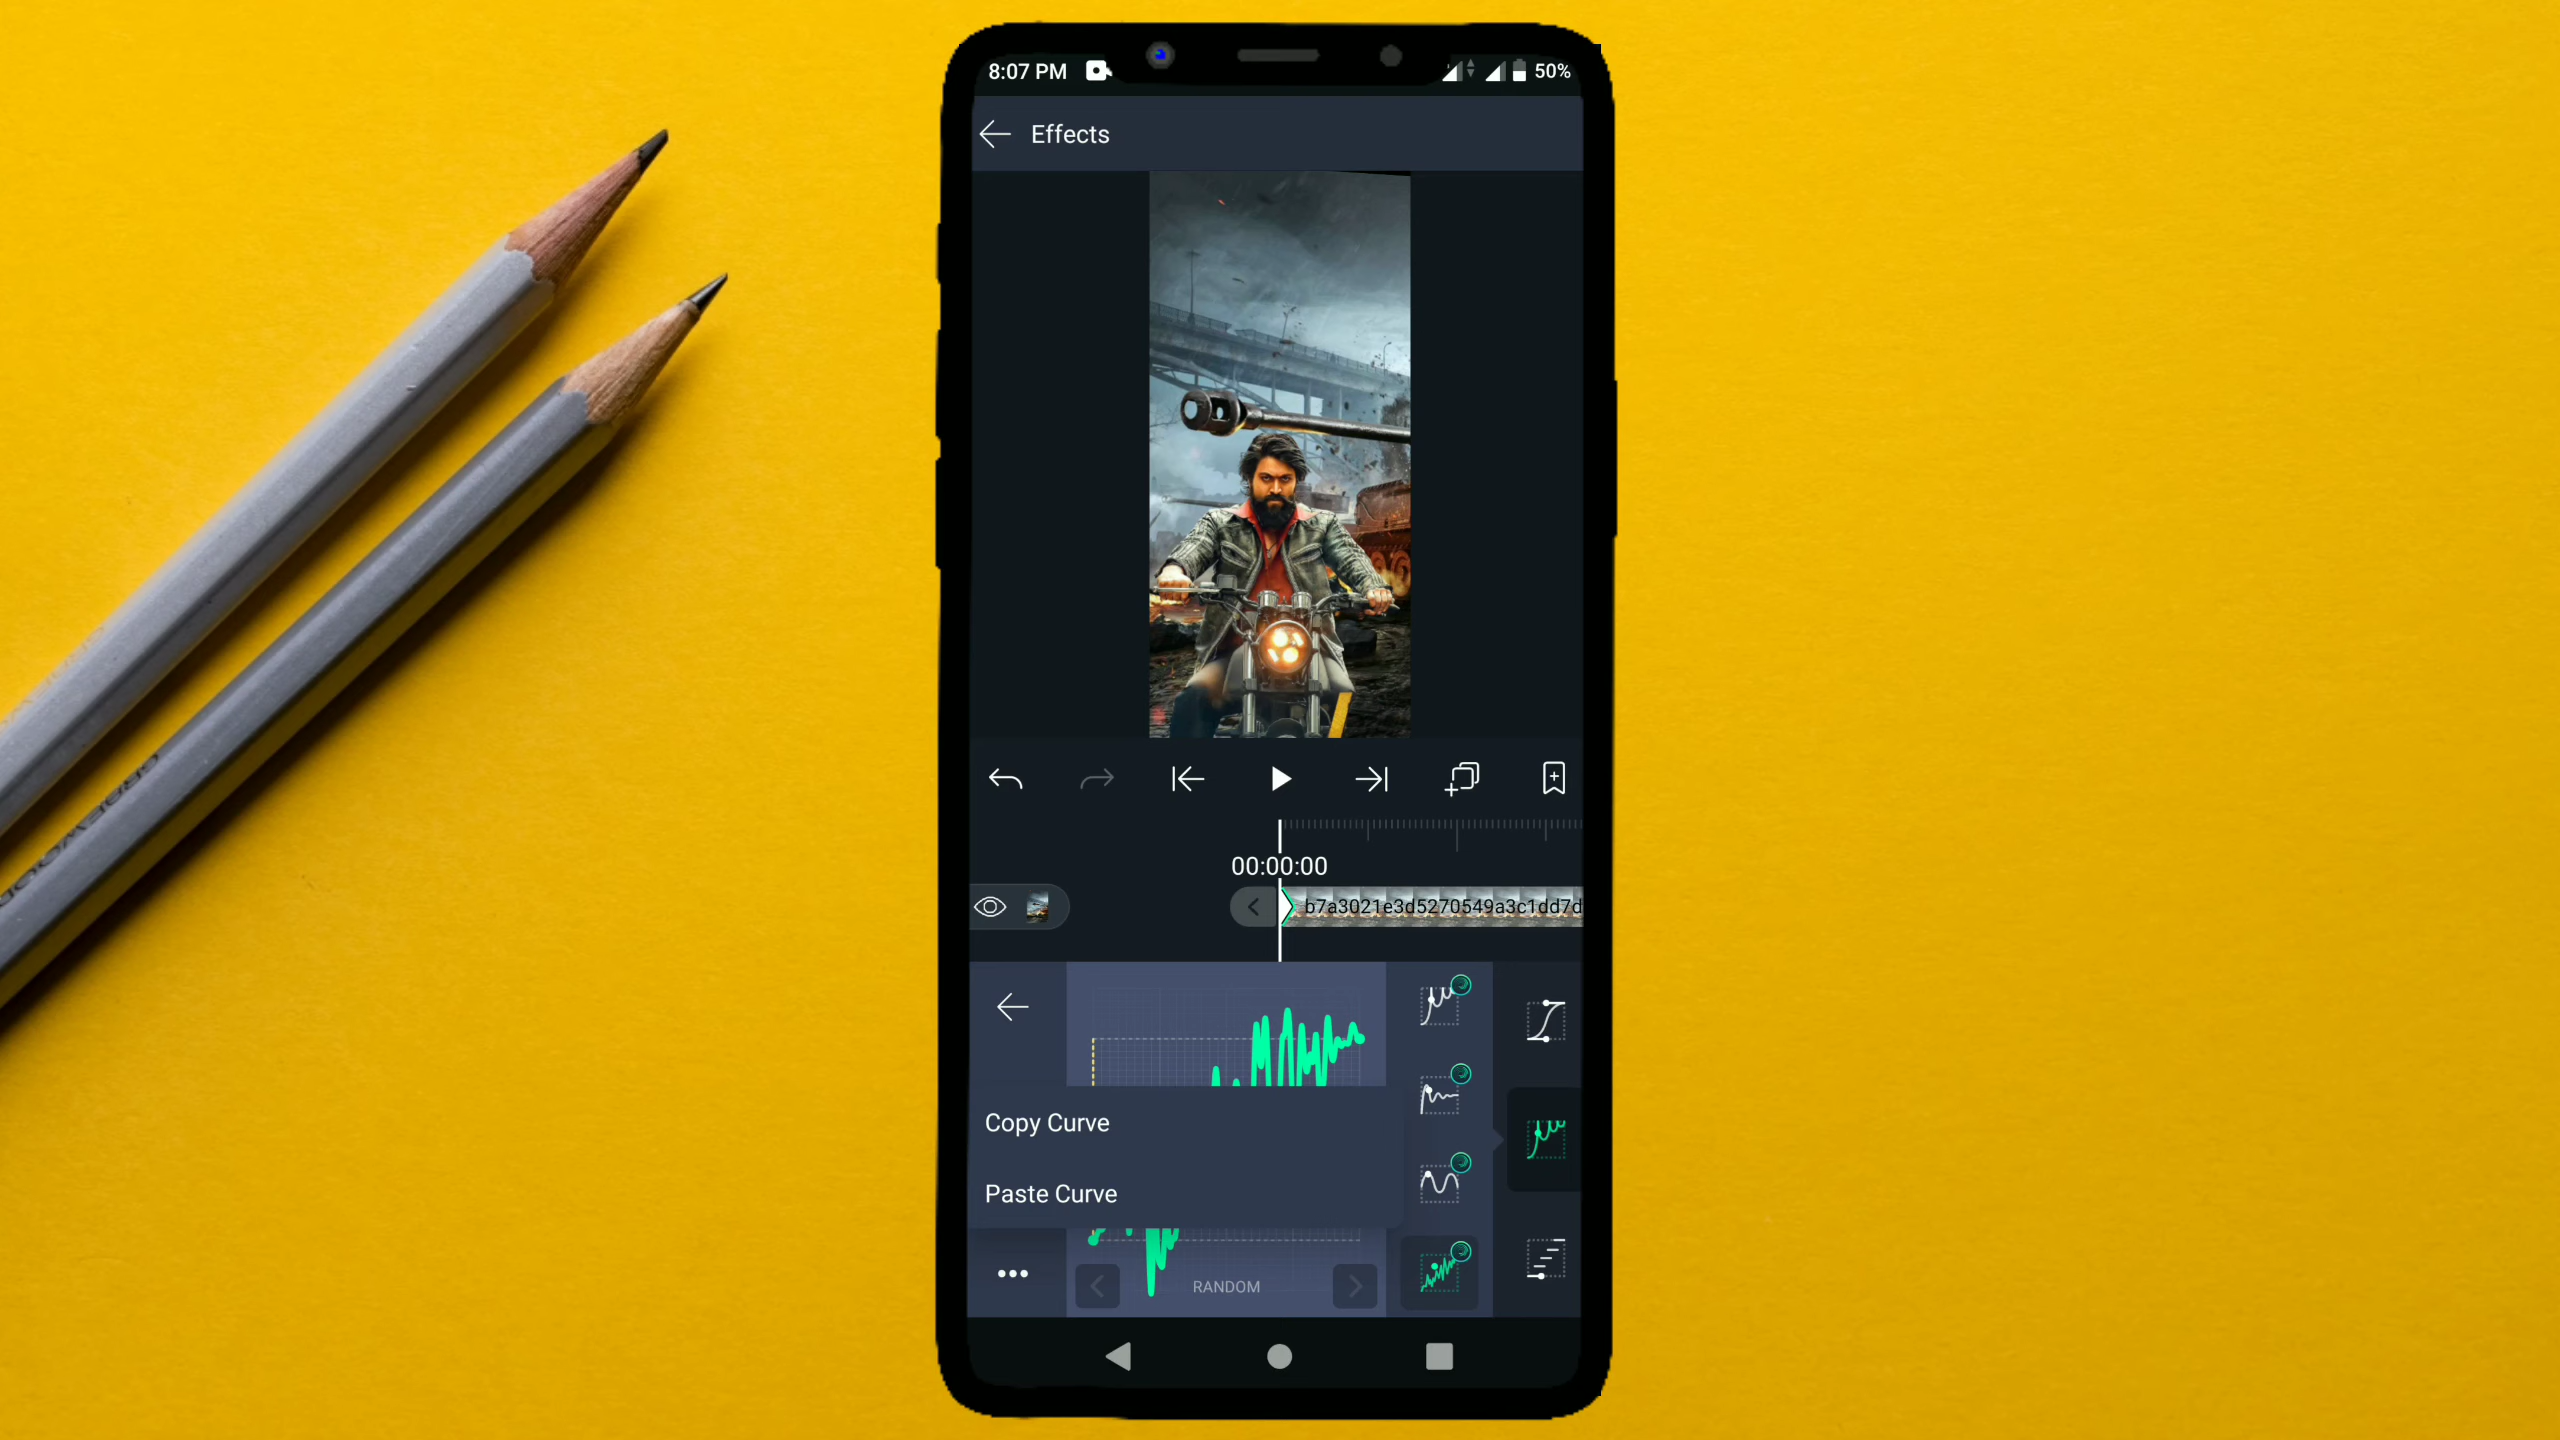 8:07 PM
50%
Effects
00:00:00
b7a3021e3d5270549a3c1dd7d
Copy Curve
Paste Curve
RANDOM